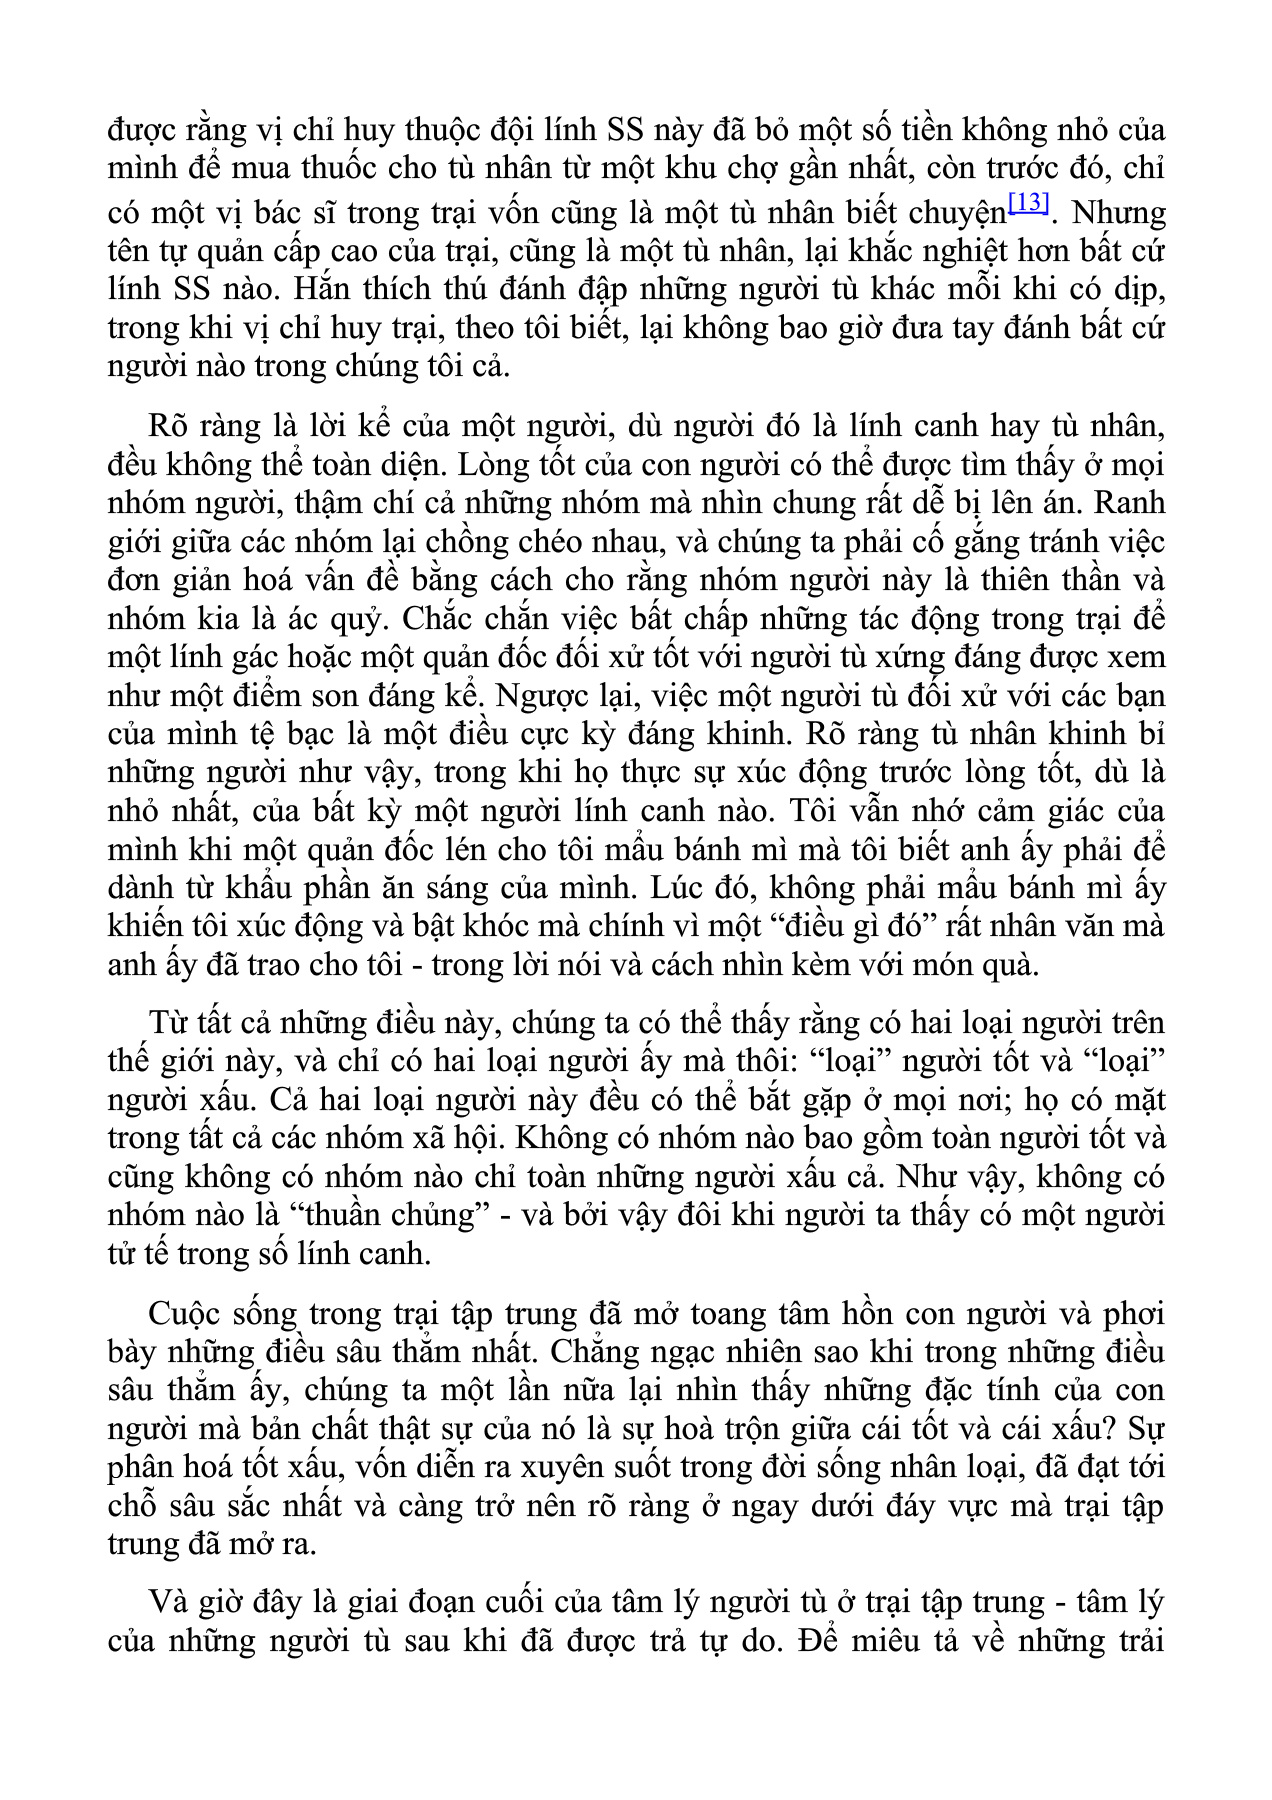 được rằng vị chỉ huy thuộc đội lính SS này đã bỏ một số tiền không nhỏ của
mình để mua thuốc cho tù nhân từ một khu chợ gần nhất, còn trước đó, chỉ
có một vị bác sĩ trong trại vốn cũng là một tù nhân biết chuyện[13]. Nhưng
tên tự quản cấp cao của trại, cũng là một tù nhân, lại khắc nghiệt hơn bất cứ
lính SS nào. Hắn thích thú đánh đập những người tù khác mỗi khi có dịp,
trong khi vị chỉ huy trại, theo tôi biết, lại không bao giờ đưa tay đánh bất cứ
người nào trong chúng tôi cả.
Rõ ràng là lời kể của một người, dù người đó là lính canh hay tù nhân,
đều không thể toàn diện. Lòng tốt của con người có thể được tìm thấy ở mọi
nhóm người, thậm chí cả những nhóm mà nhìn chung rất dễ bị lên án. Ranh
giới giữa các nhóm lại chồng chéo nhau, và chúng ta phải cố gắng tránh việc
đơn giản hoá vấn đề bằng cách cho rằng nhóm người này là thiên thần và
nhóm kia là ác quỷ. Chắc chắn việc bất chấp những tác động trong trại để
một lính gác hoặc một quản đốc đối xử tốt với người tù xứng đáng được xem
như một điểm son đáng kể. Ngược lại, việc một người tù đối xử với các bạn
của mình tệ bạc là một điều cực kỳ đáng khinh. Rõ ràng tù nhân khinh bỉ
những người như vậy, trong khi họ thực sự xúc động trước lòng tốt, dù là
nhỏ nhất, của bất kỳ một người lính canh nào. Tôi vẫn nhớ cảm giác của
mình khi một quản đốc lén cho tôi mẩu bánh mì mà tôi biết anh ấy phải để
dành từ khẩu phần ăn sáng của mình. Lúc đó, không phải mẩu bánh mì ấy
khiến tôi xúc động và bật khóc mà chính vì một “điều gì đó” rất nhân văn mà
anh ấy đã trao cho tôi - trong lời nói và cách nhìn kèm với món quà.
Từ tất cả những điều này, chúng ta có thể thấy rằng có hai loại người trên
thế giới này, và chỉ có hai loại người ấy mà thôi: “loại” người tốt và “loại”
người xấu. Cả hai loại người này đều có thể bắt gặp ở mọi nơi; họ có mặt
trong tất cả các nhóm xã hội. Không có nhóm nào bao gồm toàn người tốt và
cũng không có nhóm nào chỉ toàn những người xấu cả. Như vậy, không có
nhóm nào là “thuần chủng” - và bởi vậy đôi khi người ta thấy có một người
tử tế trong số lính canh.
Cuộc sống trong trại tập trung đã mở toang tâm hồn con người và phơi
bày những điều sâu thẳm nhất. Chẳng ngạc nhiên sao khi trong những điều
sâu thẳm ấy, chúng ta một lần nữa lại nhìn thấy những đặc tính của con
người mà bản chất thật sự của nó là sự hoà trộn giữa cái tốt và cái xấu? Sự
phân hoá tốt xấu, vốn diễn ra xuyên suốt trong đời sống nhân loại, đã đạt tới
chỗ sâu sắc nhất và càng trở nên rõ ràng ở ngay dưới đáy vực mà trại tập
trung đã mở ra.
Và giờ đây là giai đoạn cuối của tâm lý người tù ở trại tập trung - tâm lý
của những người tù sau khi đã được trả tự do. Để miêu tả về những trải